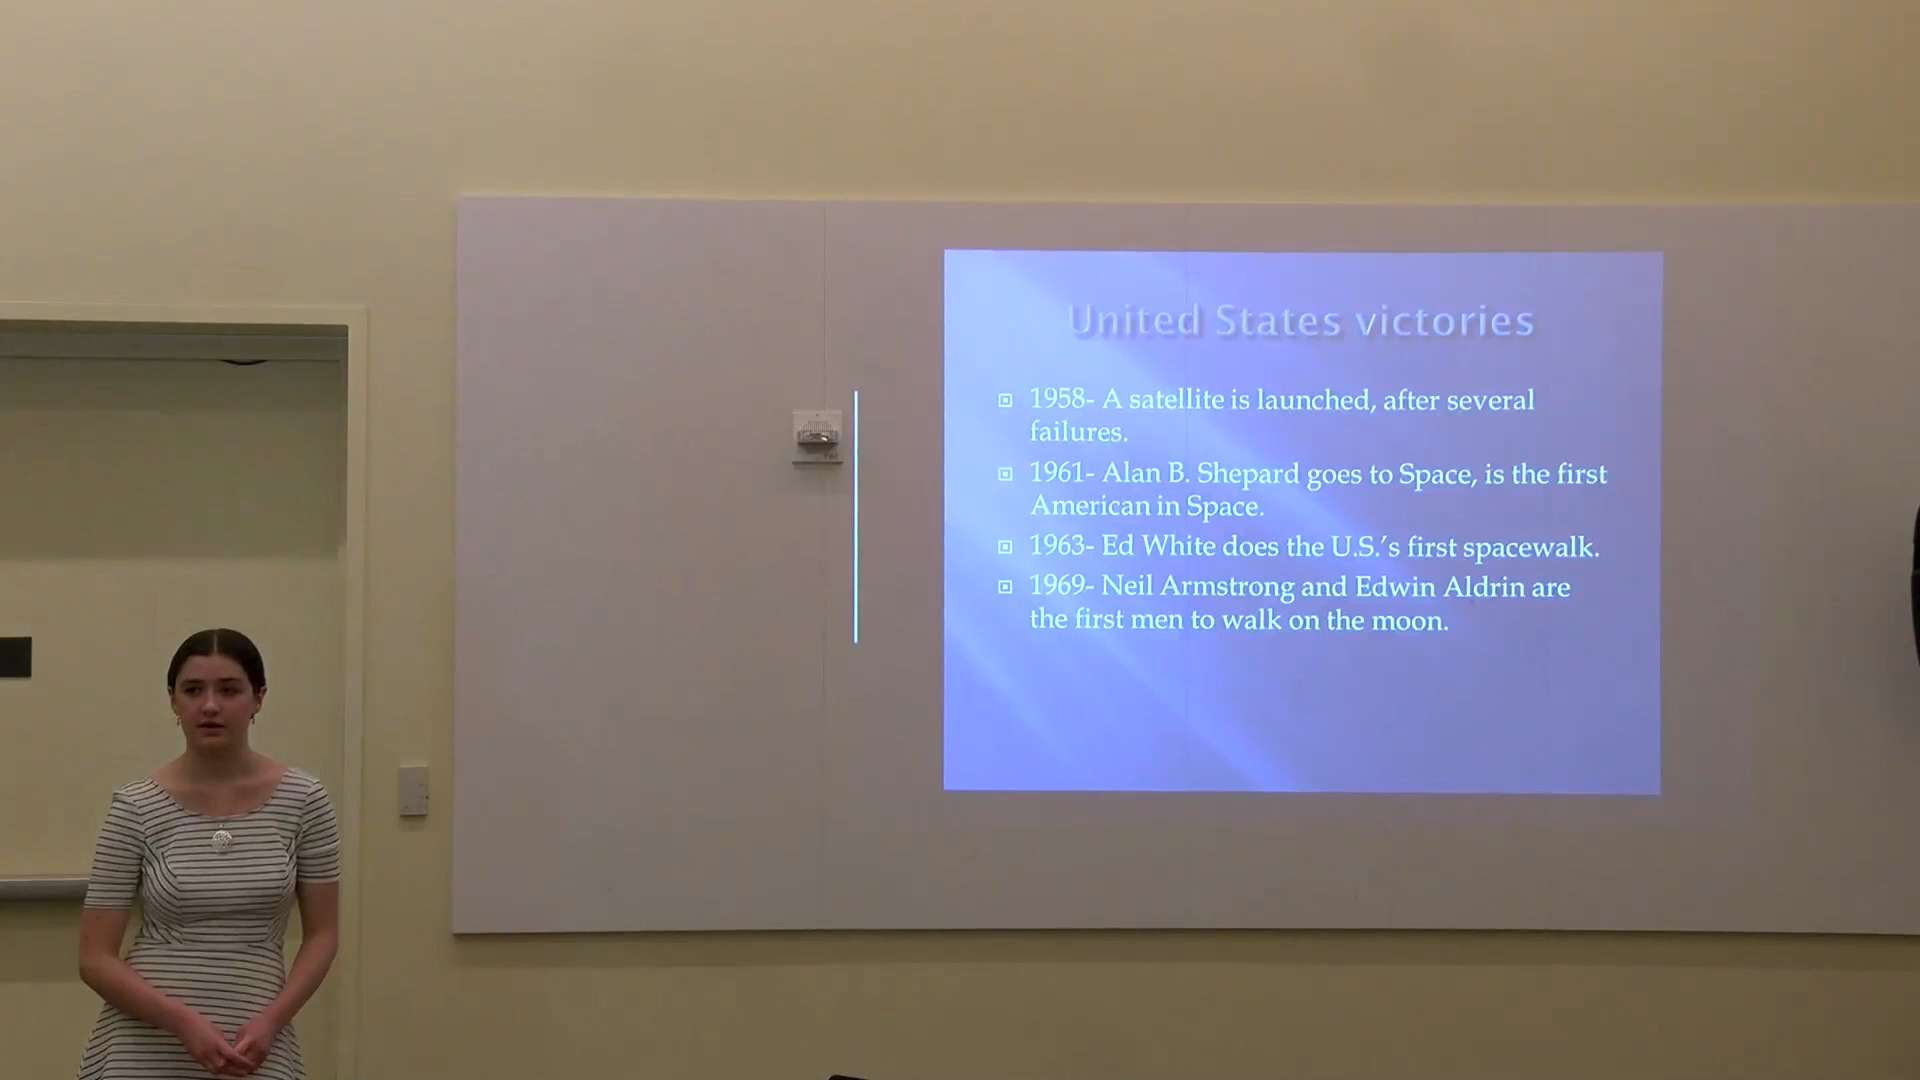 United States victories
1958- A satellite is launched, after several
failures.
1961- Alan B. Shepard goes to Space, is the first
American in Space.
1963- Ed White does the U.S.'s first spacewalk.
1969- Neil Armstrong and Edwin Aldrin are
the first men to walk on the moon.